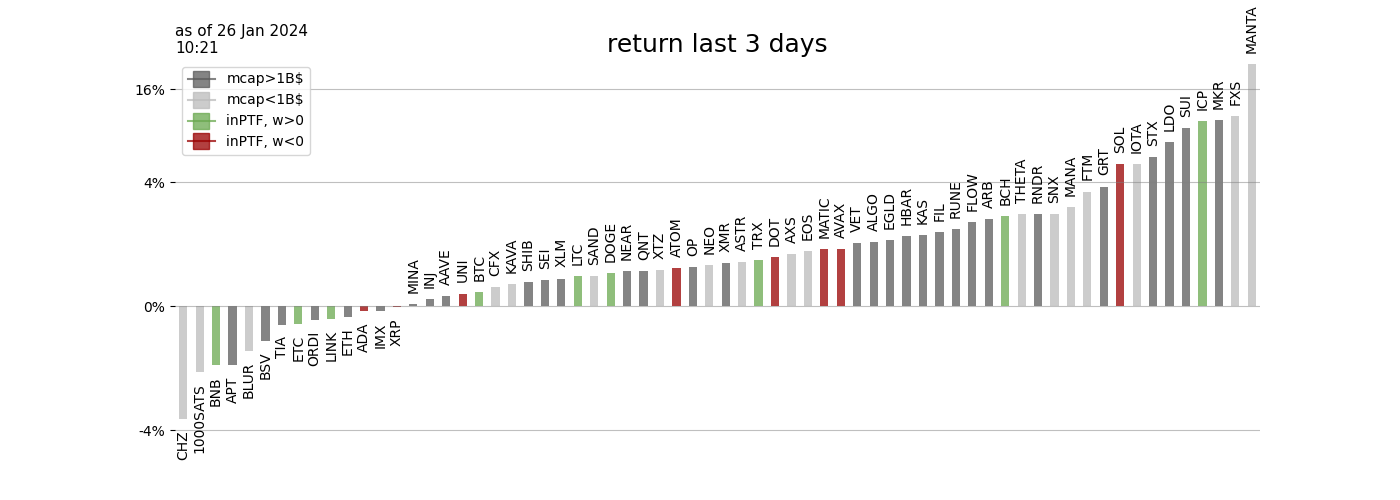 as of 26 Jan 2024
10:21
return last 3 days
mcap>1B$
mcap<1B$
inPTF, w>0
inPTF, w<0
16%
4%
0%
-4%
CHZ
1000SATS
BNB
APT
BLUR
BSV
TIA
ETC
ORDI
LINK
ETH
ADA
IMX
XRP
MINA
INJ
AAVE
UNI
BTC
CFX
KAVA
SHIB
SEI
XLM
LTC
SAND
DOGE
NEAR
QNT
XTZ
ATOM
OP
NEO
XMR
ASTR
TRX
DOT
AXS
EOS
MATIC
AVAX
VET
ALGO
EGLD
HBAR
KAS
FIL
RUNE
FLOW
ARB
BCH
THETA
RNDR
SNX
MANA
FTM
GRT
SOL
IOTA
STX
LDO
SUI
ICP
MKR
FXS
MANTA